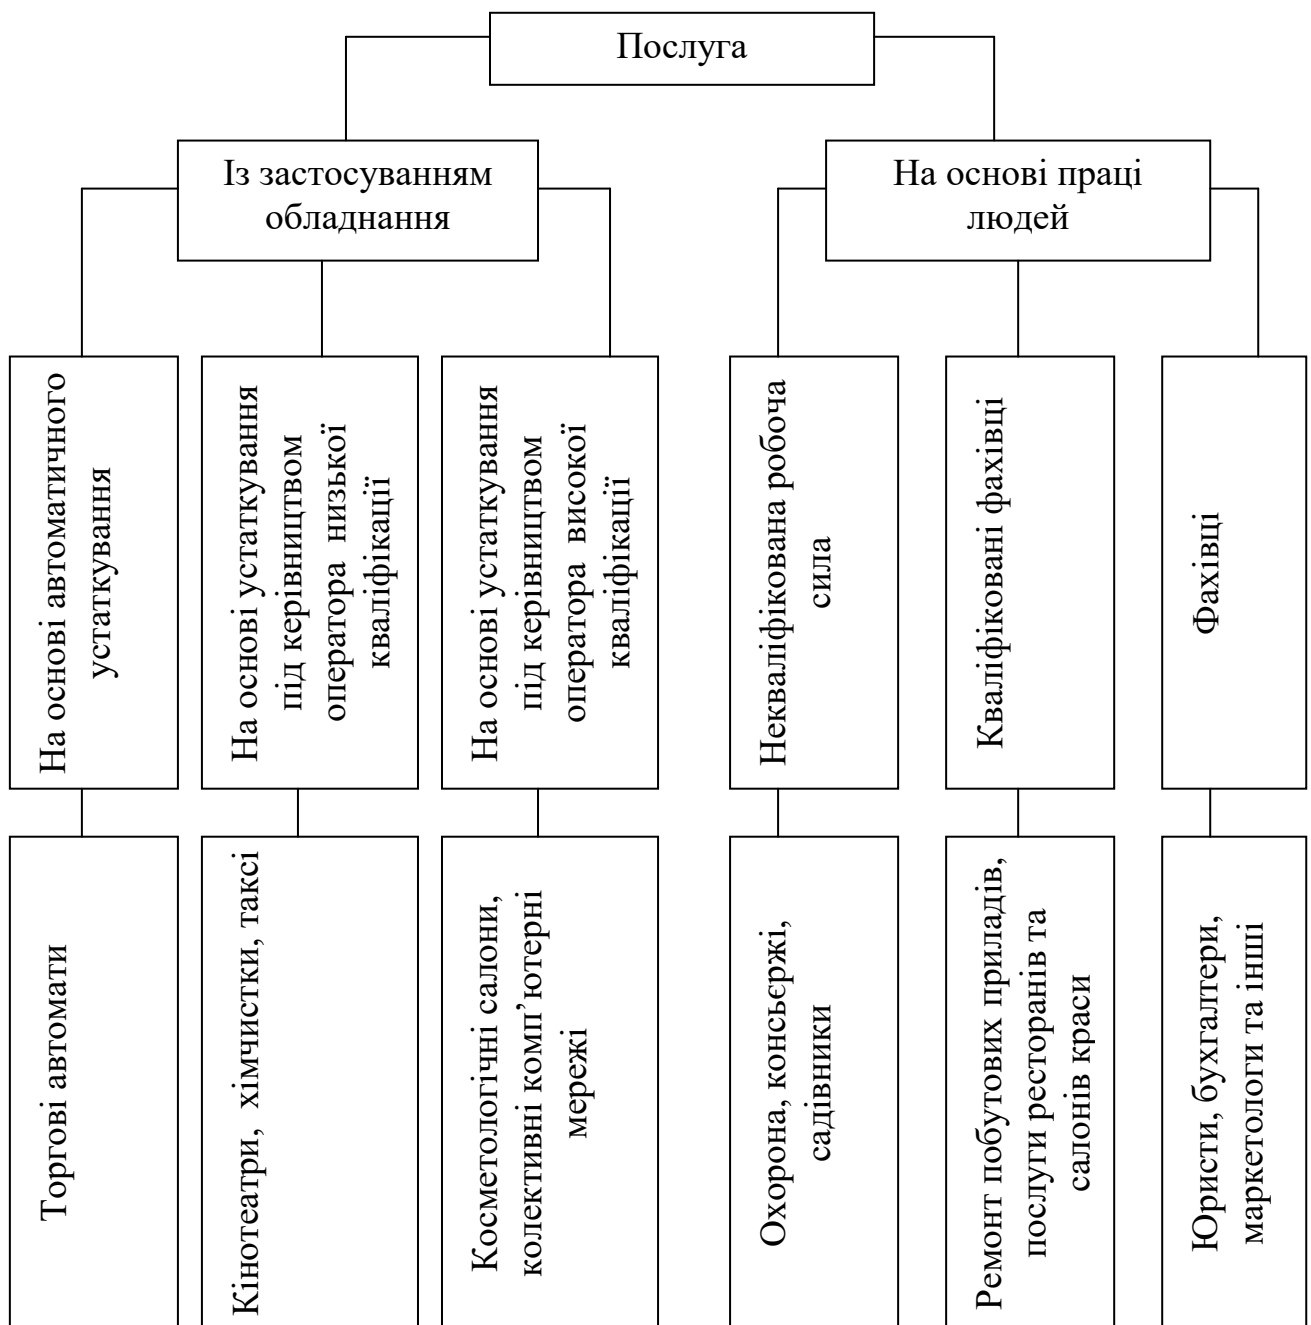 Послуга
Із застосуванням
обладнання
На основі праці
людей
На основі автоматичного
устаткування
На основі устаткування
під керівництвом
оператора низької
кваліфікації
На основі устаткування
під керівництвом
оператора високої
кваліфікації
Некваліфікована робоча
сила
Кваліфіковані фахівці
Фахівці
Торгові автомати
Кінотеатри, хімчистки, таксі
Косметологічні салони,
колективні комп’ютерні
мережі
Охорона, консьєржі,
садівники
Ремонт побутових приладів,
послуги ресторанів та
салонів краси
Юристи, бухгалтери,
маркетологи та інші